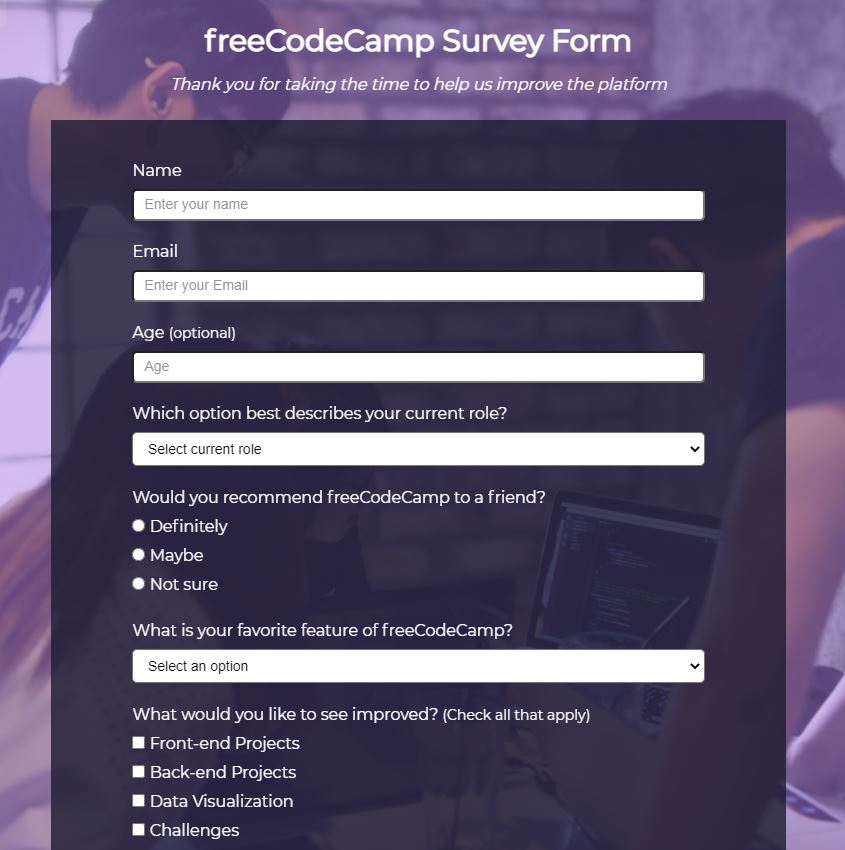 freeCodeCamp Survey Form
Thank you for taking the time to help us improve the platform
Name
Enter your name
Email
Enter your Email
Age (optional)
Age
Which option best describes your current role?
Select current role
Would you recommend freeCodeCamp to a friend?
Definitely
Maybe
Not sure
What is your favorite feature of freeCodeCamp?
Select an option
What would you like to see improved? (Check all that apply)
Front-end Projects
Back-end Projects
Data Visualization
Challenges